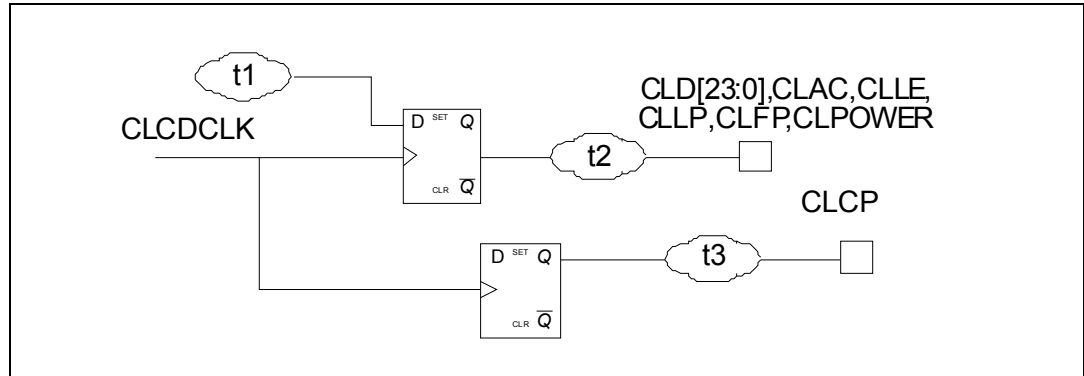 t1
CLD[23:0],CLAC,CLLE,
CLLP,CLFP,CLPOWER
CLCDCLK
D SET Q
CLR Q̅
t2
CLCP
D SET Q
CLR Q̅
t3